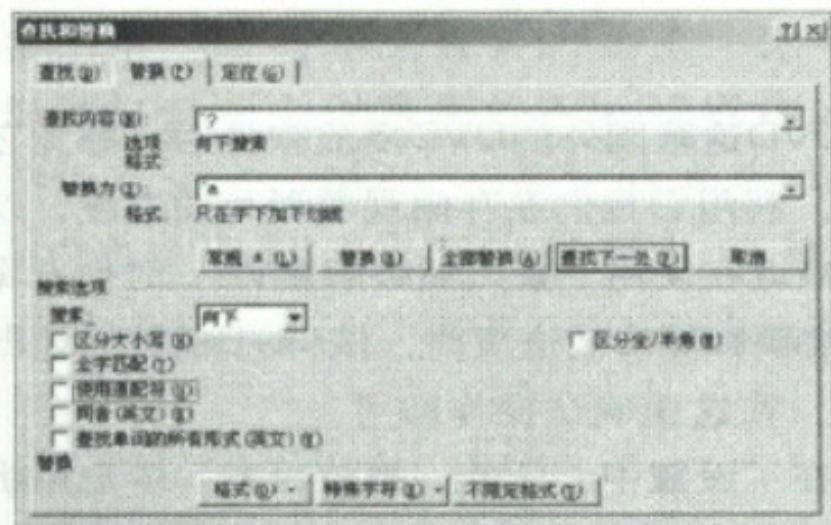 查找和替换
查找(D) 替换(P) 定位(G)
查找内容(N): ^?
选项 向下搜索
格式
替换为(I): ^&
格式 只在字下加下划线
常规 ± (L) 替换(R) 全部替换(A) 查找下一处(F) 取消
搜索选项
搜索: 向下
区分大小写(H) 区分全/半角(M)
全字匹配(Y)
使用通配符(U)
同音(英文)(K)
查找单词的所有形式(英文)(W)
替换
格式(O) 特殊字符(E) 不限定格式(T)